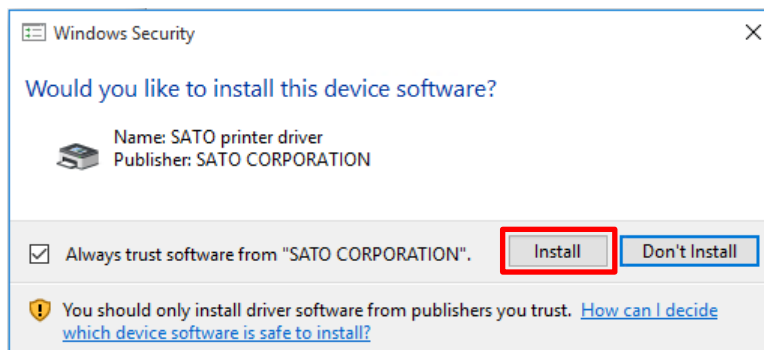 Windows Security
Would you like to install this device software?
Name: SATO printer driver
Publisher: SATO CORPORATION
Always trust software from "SATO CORPORATION".
Install
Don't Install
You should only install driver software from publishers you trust. How can I decide
which device software is safe to install?